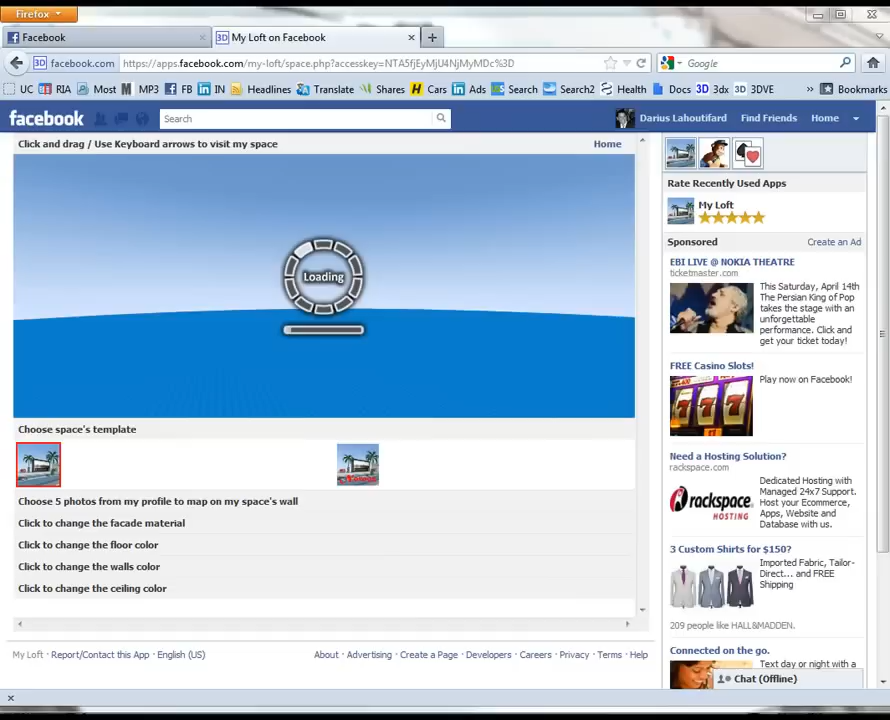 Firefox
Facebook
My Loft on Facebook
facebook.com https://apps.facebook.com/my-loft/space.php?accesskey=NTA5fjEyMjU4NjMyMDc%3D
Google
UC RIA Most MP3 FB IN Headlines Translate Shares Cars Ads Search Search2 Health Docs 3dx 3DVE » Bookmarks
facebook
Search
Darius Lahoutifard Find Friends Home
Click and drag / Use Keyboard arrows to visit my space Home
Loading
Choose space's template
Choose 5 photos from my profile to map on my space's wall
Click to change the facade material
Click to change the floor color
Click to change the walls color
Click to change the ceiling color
My Loft · Report/Contact this App · English (US)
About · Advertising · Create a Page · Developers · Careers · Privacy · Terms · Help
Rate Recently Used Apps
My Loft
Sponsored Create an Ad
EBI LIVE @ NOKIA THEATRE
ticketmaster.com
This Saturday, April 14th
The Persian King of Pop
takes the stage with an
unforgettable
performance. Click and
get your ticket today!
FREE Casino Slots!
Play now on Facebook!
Need a Hosting Solution?
rackspace.com
rackspace
HOSTING
Dedicated Hosting with
Managed 24x7 Support.
Host your Ecommerce,
Apps, Website and
Database with us.
3 Custom Shirts for $150?
Imported Fabric, Tailor-
Direct... and FREE
Shipping
209 people like HALL&MADDEN.
Connected on the go.
Text day or night with a
Chat (Offline)